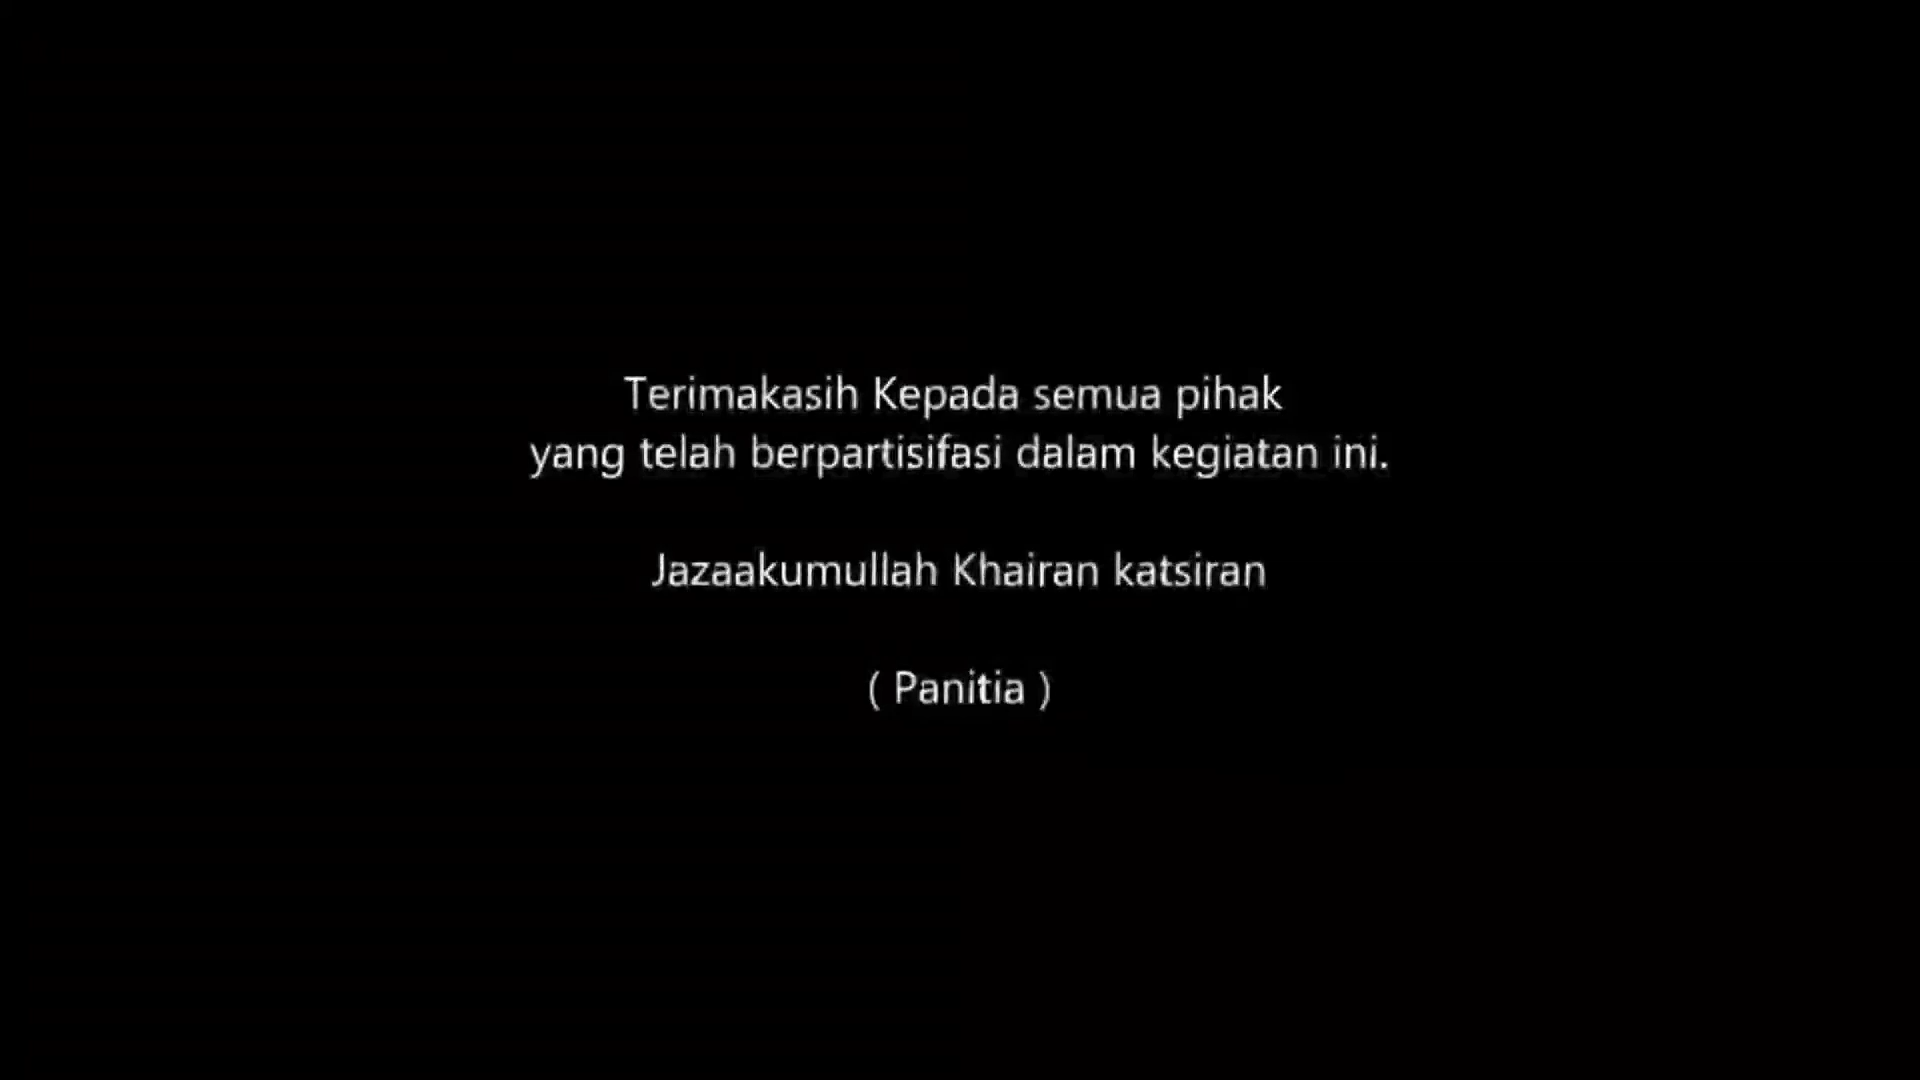 Terimakasih Kepada semua pihak
yang telah berpartisifasi dalam kegiatan ini.
Jazaakumullah Khairan katsiran
( Panitia )